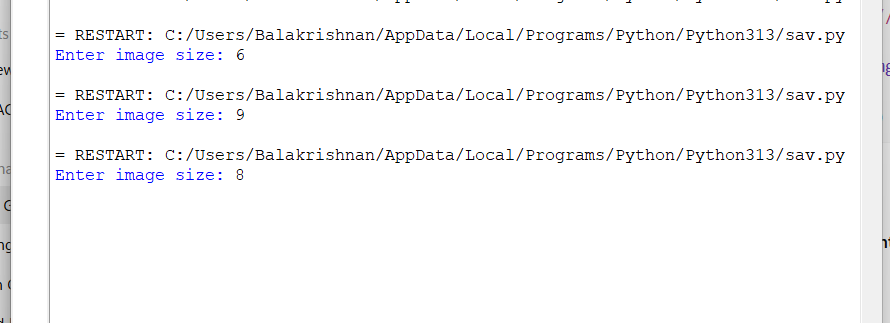 = RESTART: C:/Users/Balakrishnan/AppData/Local/Programs/Python/Python313/sav.py
Enter image size: 6
= RESTART: C:/Users/Balakrishnan/AppData/Local/Programs/Python/Python313/sav.py
Enter image size: 9
= RESTART: C:/Users/Balakrishnan/AppData/Local/Programs/Python/Python313/sav.py
Enter image size: 8